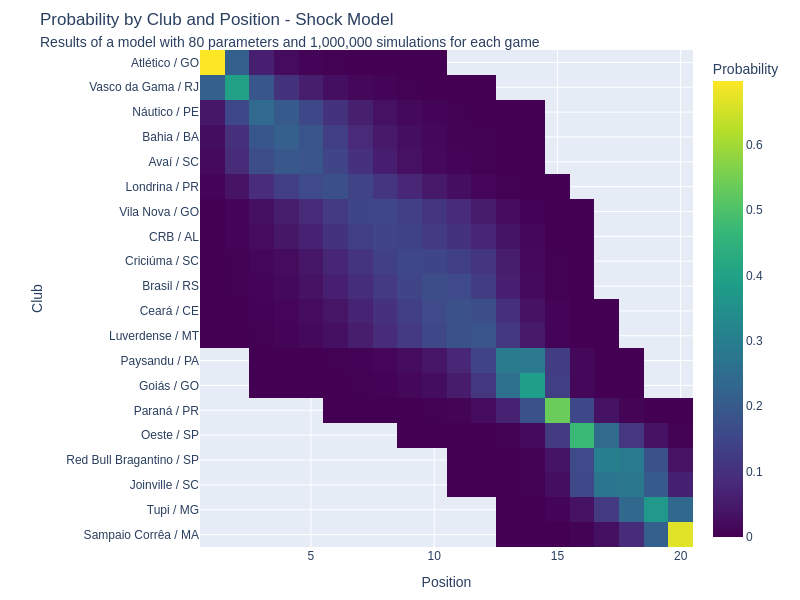 Probability by Club and Position - Shock Model
Results of a model with 80 parameters and 1,000,000 simulations for each game
Probability
Club
Atlético / GO
Vasco da Gama / RJ
Náutico / PE
Bahia / BA
Avaí / SC
Londrina / PR
Vila Nova / GO
CRB / AL
Criciúma / SC
Brasil / RS
Ceará / CE
Luverdense / MT
Paysandu / PA
Goiás / GO
Paraná / PR
Oeste / SP
Red Bull Bragantino / SP
Joinville / SC
Tupi / MG
Sampaio Corrêa / MA
0.6
0.5
0.4
0.3
0.2
0.1
0
5 10 15 20
Position